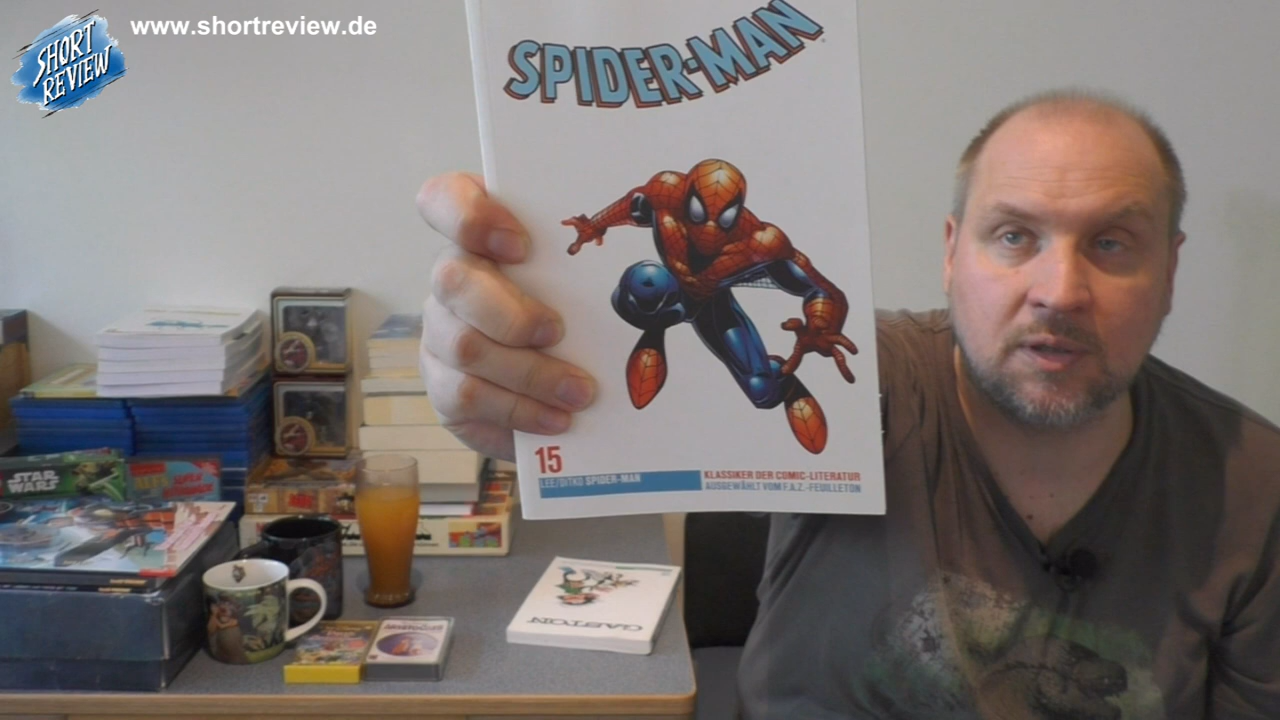 SHORT
REVIEW
www.shortreview.de
SPIDER-MAN
15
LEE/DITKO SPIDER-MAN
KLASSIKER DER COMIC-LITERATUR
AUSGEWÄHLT VOM F.A.Z.-FEUILLETON
STAR
WARS
GASTON